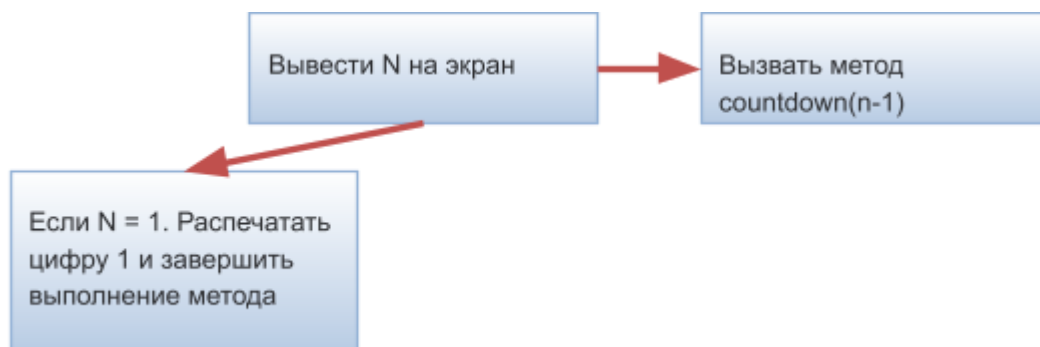 Вывести N на экран
Вызвать метод
countdown(n-1)
Если N = 1. Распечатать
цифру 1 и завершить
выполнение метода